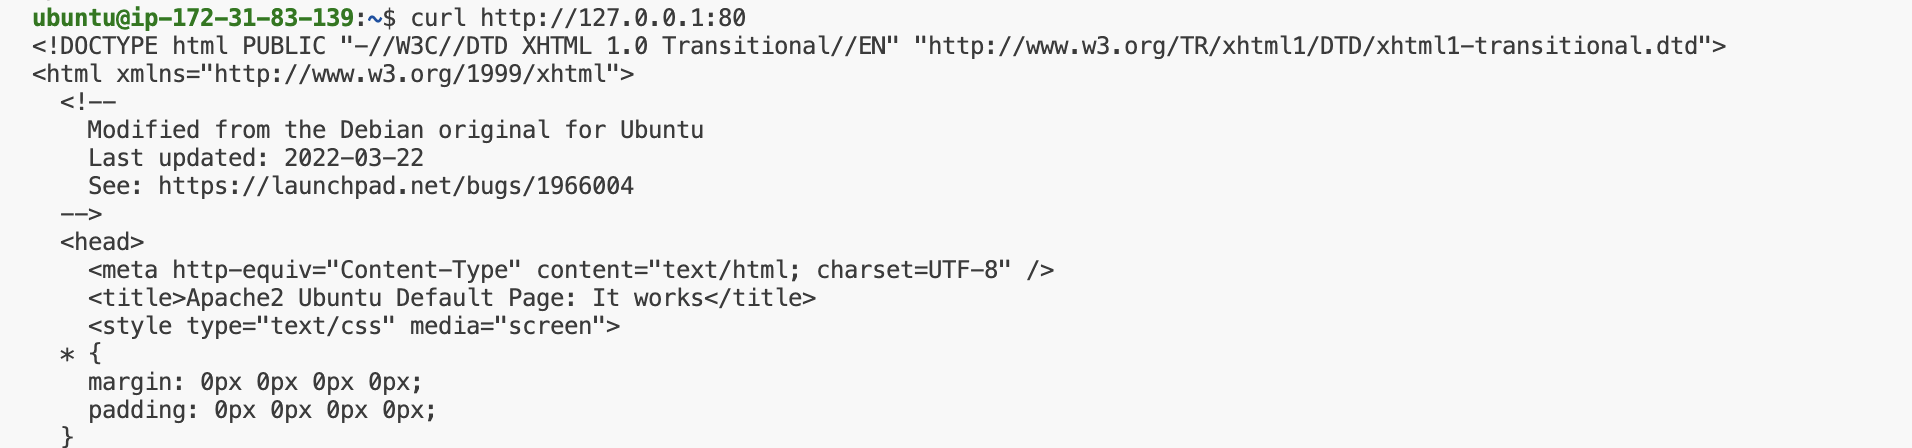 ubuntu@ip-172-31-83-139:~$ curl http://127.0.0.1:80
<!DOCTYPE html PUBLIC "-//W3C//DTD XHTML 1.0 Transitional//EN" "http://www.w3.org/TR/xhtml1/DTD/xhtml1-transitional.dtd">
<html xmlns="http://www.w3.org/1999/xhtml">
  <!--
    Modified from the Debian original for Ubuntu
    Last updated: 2022-03-22
    See: https://launchpad.net/bugs/1966004
  -->
  <head>
    <meta http-equiv="Content-Type" content="text/html; charset=UTF-8" />
    <title>Apache2 Ubuntu Default Page: It works</title>
    <style type="text/css" media="screen">
  * {
    margin: 0px 0px 0px 0px;
    padding: 0px 0px 0px 0px;
  }